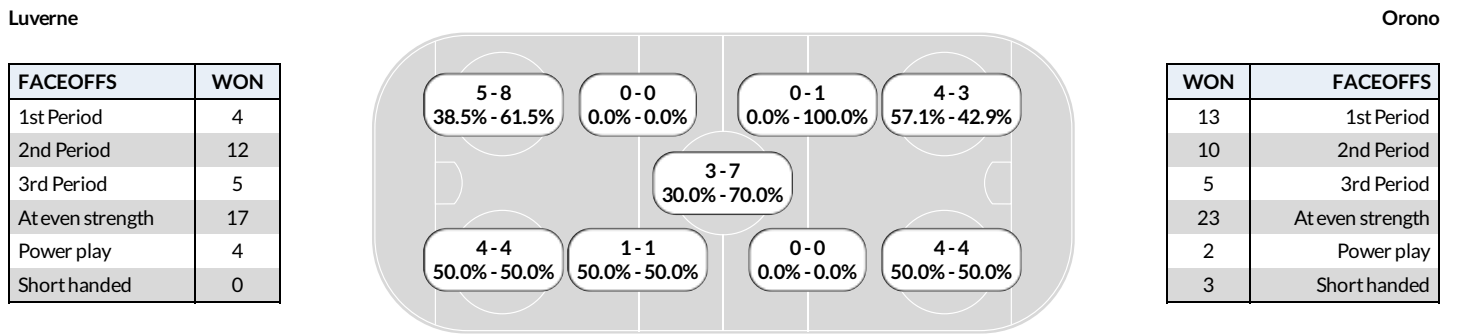 Luverne
Orono
FACEOFFS WON
1st Period 4
2nd Period 12
3rd Period 5
At even strength 17
Power play 4
Short handed 0
5 - 8
38.5% - 61.5%
0 - 0
0.0% - 0.0%
0 - 1
0.0% - 100.0%
4 - 3
57.1% - 42.9%
3 - 7
30.0% - 70.0%
4 - 4
50.0% - 50.0%
1 - 1
50.0% - 50.0%
0 - 0
0.0% - 0.0%
4 - 4
50.0% - 50.0%
WON FACEOFFS
13 1st Period
10 2nd Period
5 3rd Period
23 At even strength
2 Power play
3 Short handed